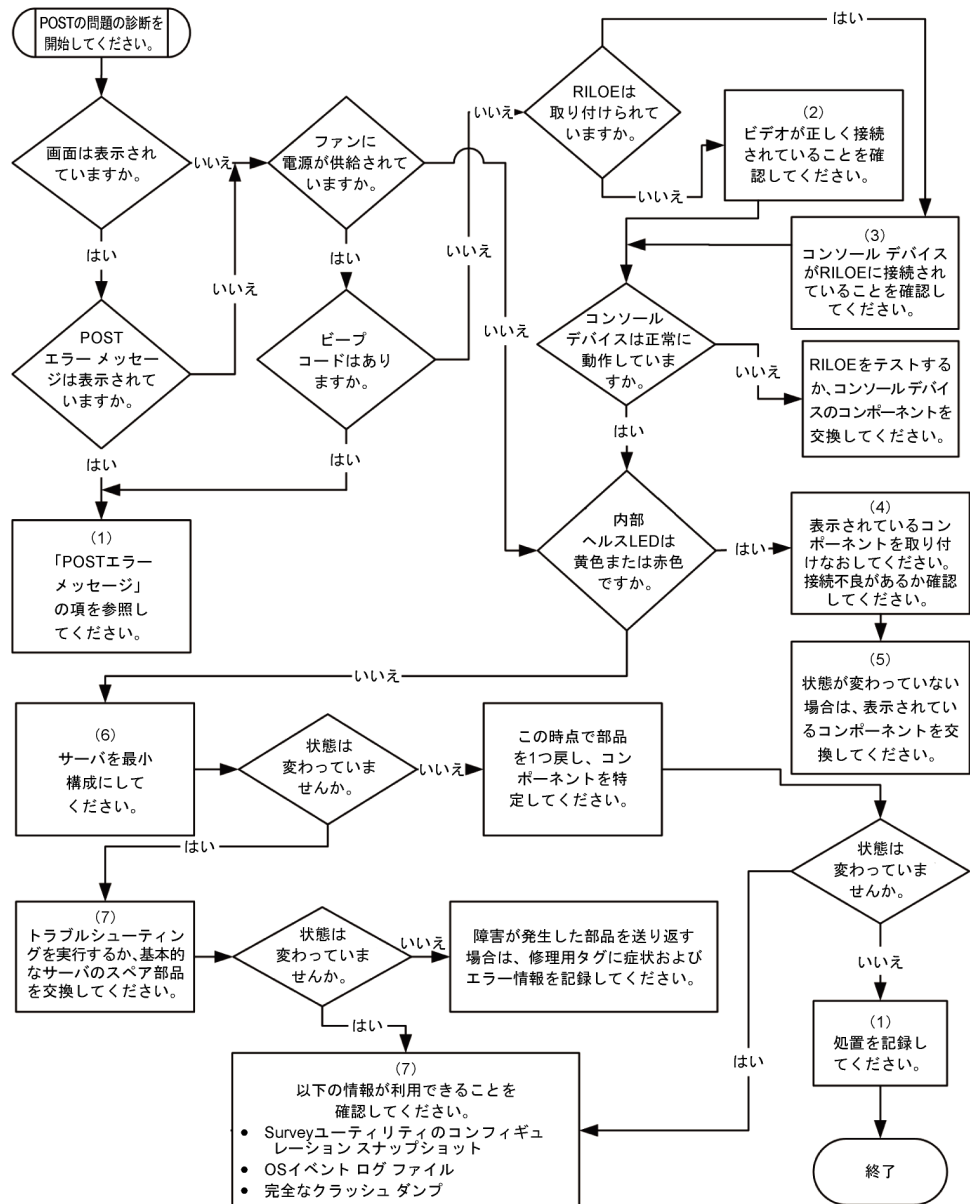 POSTの問題の診断を
開始してください。
はい
画面は表示され
ていますか。
いいえ
ファンに
電源が供給されて
いますか。
いいえ
RILOEは
取り付けられて
いますか。
いいえ
(2)
ビデオが正しく接続
されていることを確
認してください。
(3)
コンソール デバイス
がRILOEに接続され
ていることを確認し
てください。
はい
はい
いいえ
いいえ
いいえ
POST
エラー メッセー
ジは表示されて
いますか。
ビープ
コードはあり
ますか。
コンソール
デバイスは正常に
動作していま
すか。
いいえ
RILOEをテストする
か、コンソールデバイ
スのコンポーネントを
交換してください。
はい
はい
はい
(1)
「POSTエラー
メッセージ」
の項を参照し
てください。
内部
ヘルスLEDは
黄色または赤色
ですか。
はい
(4)
表示されているコン
ポーネントを取り付
けなおしてください。
接続不良があるか確認
してください。
(5)
状態が変わっていない
場合は、表示されてい
るコンポーネントを交
換してください。
いいえ
(6)
サーバを最小
構成にして
ください。
状態は
変わっていま
せんか。
いいえ
この時点で部品
を1つ戻し、コン
ポーネントを特
定してください。
状態は
変わっていま
せんか。
はい
(7)
トラブルシューティン
グを実行するか、基本的
なサーバのスペア部品
を交換してください。
状態は
変わっていま
せんか。
いいえ
障害が発生した部品を送り返す
場合は、修理用タグに症状および
エラー情報を記録してください。
いいえ
はい
はい
(1)
処置を記録し
てください。
(7)
以下の情報が利用できることを
確認してください。
• Surveyユーティリティのコンフィギュ
レーション スナップショット
• OSイベント ログ ファイル
• 完全なクラッシュ ダンプ
終了